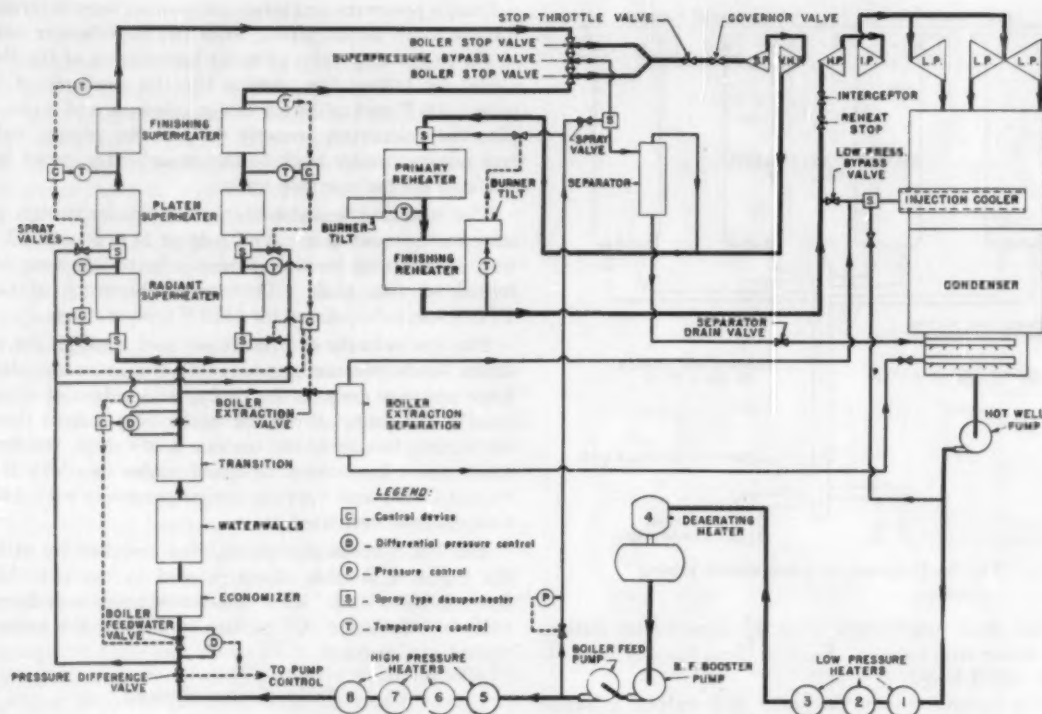 STOP THROTTLE VALVE
GOVERNOR VALVE
BOILER STOP VALVE
SUPERPRESSURE BYPASS VALVE
BOILER STOP VALVE
S.P.
V.H.P.
H.P.
I.P.
L.P.
L.P.
L.P.
INTERCEPTOR
REHEAT
STOP
LOW PRESS
BYPASS
VALVE
INJECTION COOLER
CONDENSER
T
T
FINISHING
SUPERHEATER
C
T
T
C
PLATEN
SUPERHEATER
SPRAY
VALVES
S
S
T
T
RADIANT
SUPERHEATER
C
C
S
S
S
S
SPRAY
VALVE
PRIMARY
REHEATER
T
BURNER
TILT
BURNER
TILT
FINISHING
REHEATER
T
SEPARATOR
S
SEPARATOR
DRAIN VALVE
HOT WELL
PUMP
T
C
D
BOILER
EXTRACTION
VALVE
BOILER
EXTRACTION
SEPARATION
TRANSITION
WATERWALLS
ECONOMIZER
BOILER
FEEDWATER
VALVE
D
PRESSURE DIFFERENCE
VALVE
TO PUMP
CONTROL
LEGEND:
C - control device
D - Differential pressure control
P - Pressure control
S - Spray type desuperheater
T - Temperature control
HIGH PRESSURE
HEATERS
8
7
6
5
P
BOILER FEED
PUMP
B. F. BOOSTER
PUMP
4
DEAERATING
HEATER
LOW PRESSURE
HEATERS
3
2
1